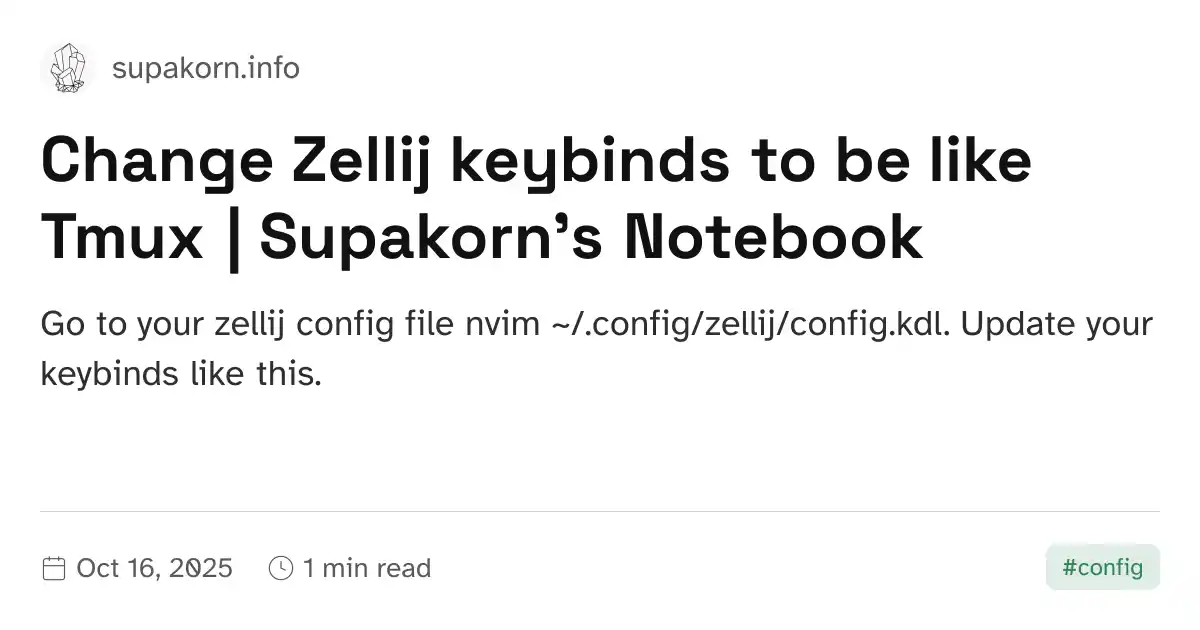 supakorn.info
Change Zellij keybinds to be like
Tmux | Supakorn’s Notebook
Go to your zellij config file nvim ~/.config/zellij/config.kdl. Update your
keybinds like this.
Oct 16, 2025 1 min read #config